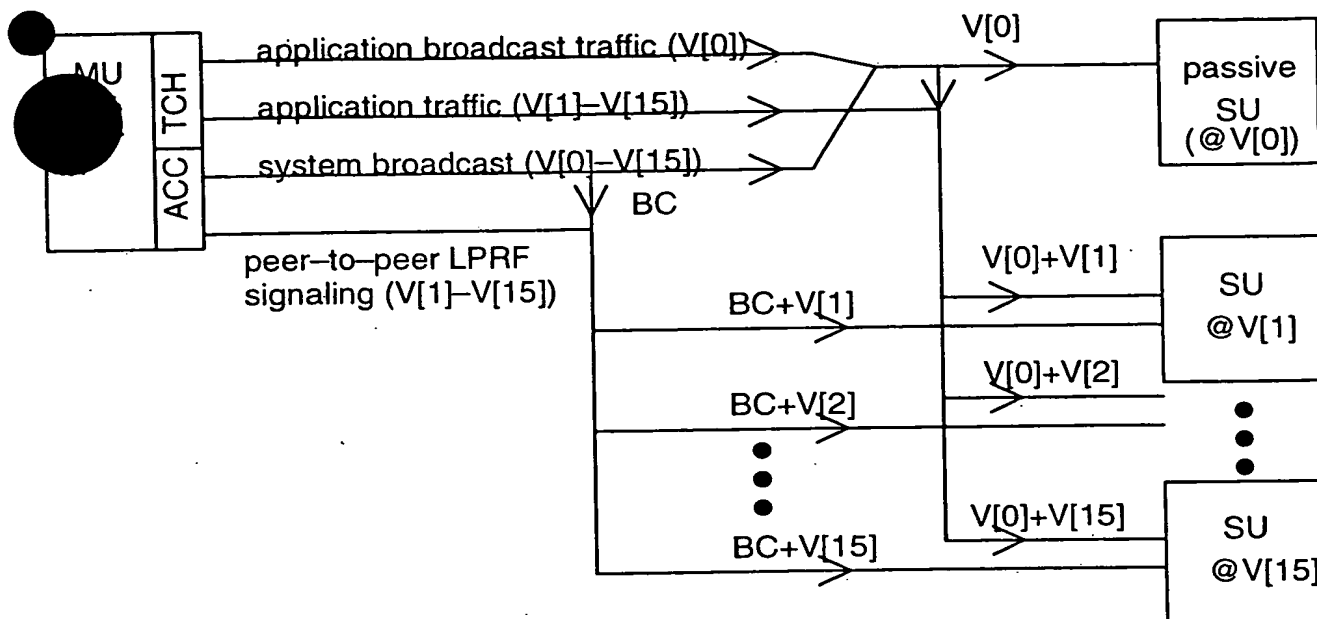 V[0]
application broadcast traffic (V[0])
MU
TCH
passive
SU
(@V[0])
application traffic (V[1]–V[15])
ACC
system broadcast (V[0]–V[15])
BC
peer–to–peer LPRF
signaling (V[1]–V[15])
V[0]+V[1]
SU
@V[1]
BC+V[1]
V[0]+V[2]
BC+V[2]
V[0]+V[15]
SU
@V[15]
BC+V[15]